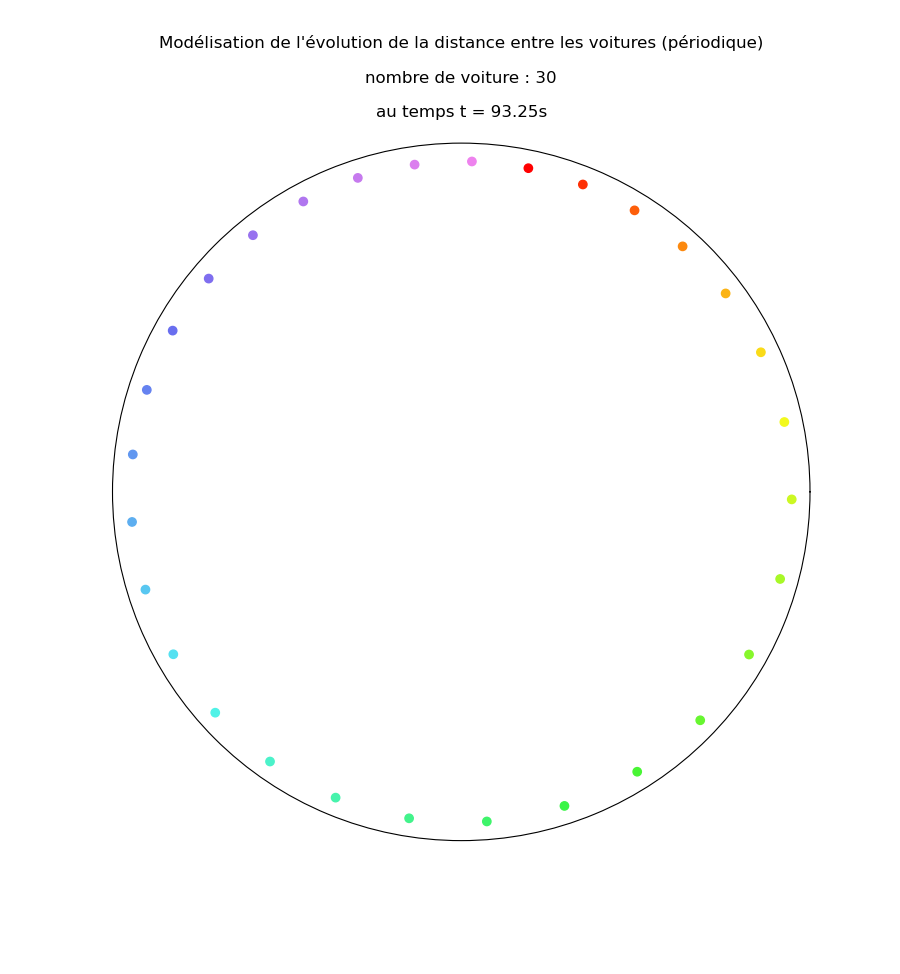 Modélisation de l'évolution de la distance entre les voitures (périodique)
nombre de voiture : 30
au temps t = 93.25s